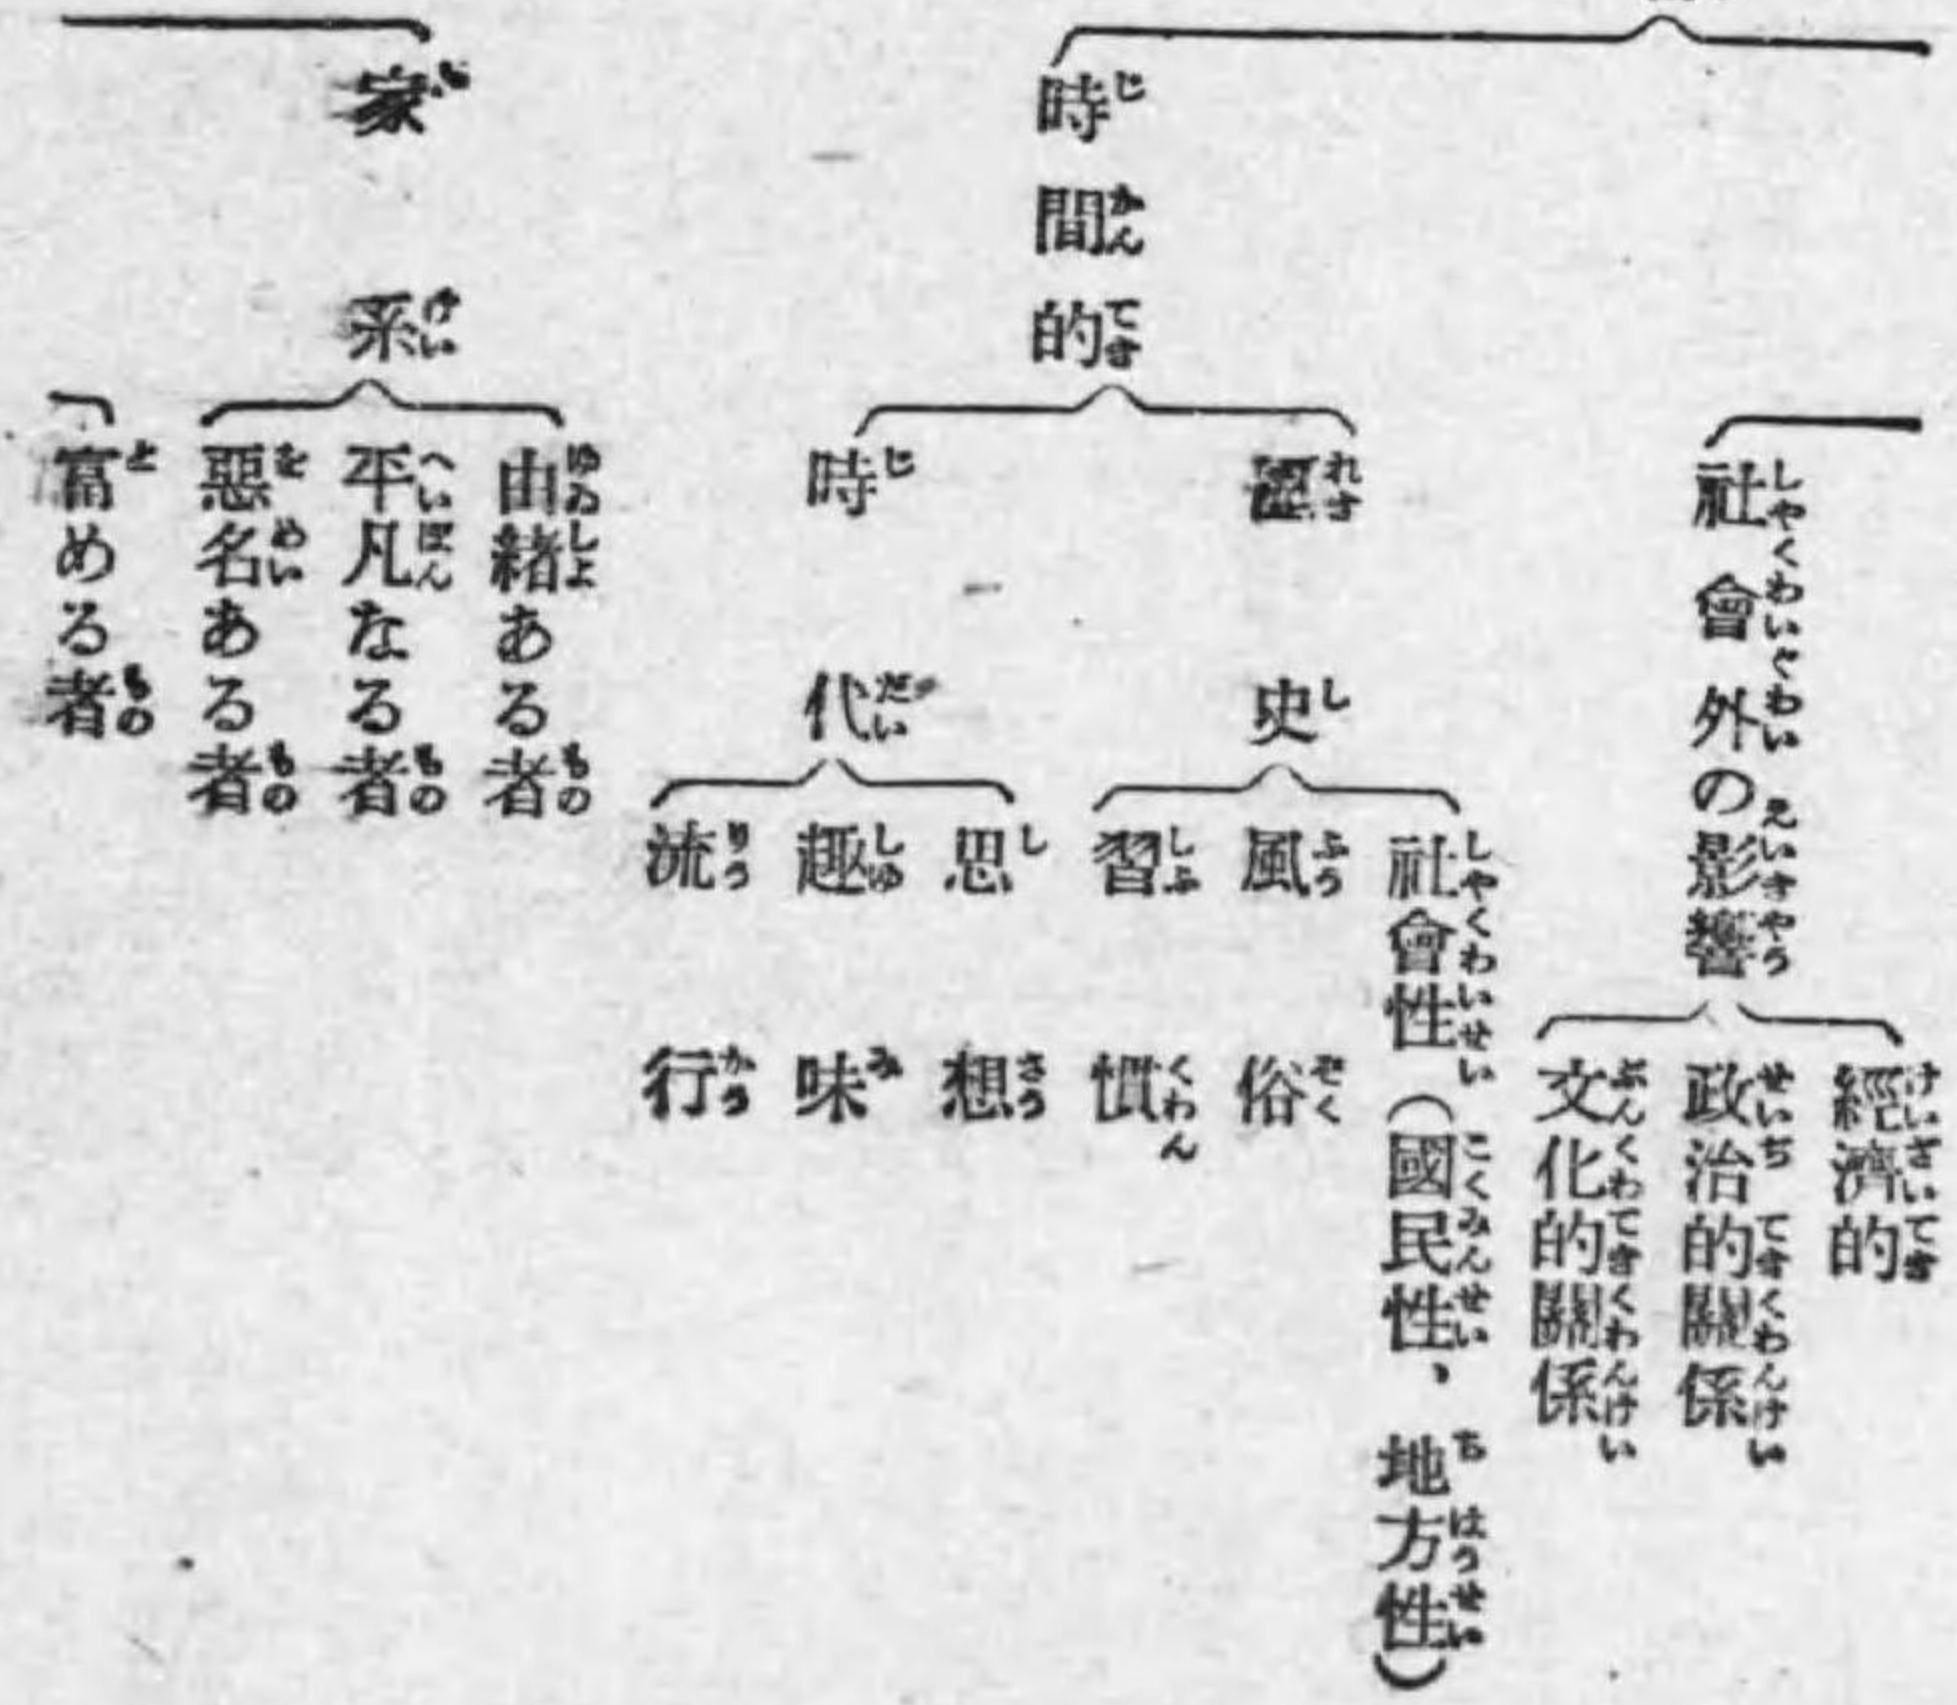 經濟的
社會外の影響
政治的關係
文化的關係
時間的
史
社會性(國民性、地方性)
風俗
習慣
時代
思想
趣味
流行
家系
由緒ある者
平凡なる者
惡名ある者
富める者